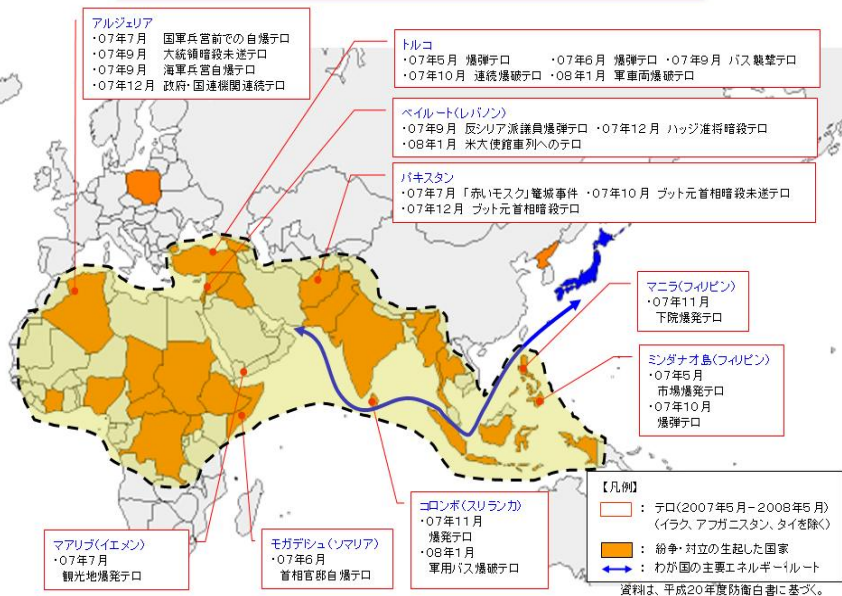 アルジェリア
・07年7月 国軍兵営前での自爆テロ
・07年9月 大統領暗殺未遂テロ
・07年9月 海軍兵営自爆テロ
・07年12月 政府・国連機関連続テロ
トルコ
・07年5月 爆弾テロ ・07年6月 爆弾テロ ・07年9月 バス襲撃テロ
・07年10月 連続爆破テロ ・08年1月 軍車両爆破テロ
ベイルート(レバノン)
・07年9月 反シリア派議員爆弾テロ ・07年12月 ハッジ准将暗殺テロ
・08年1月 米大使館車列へのテロ
パキスタン
・07年7月 「赤いモスク」篭城事件 ・07年10月 ブット元首相暗殺未遂テロ
・07年12月 ブット元首相暗殺テロ
マニラ(フィリピン)
・07年11月
下院爆発テロ
ミンダナオ島(フィリピン)
・07年5月
市場爆発テロ
・07年10月
爆弾テロ
マアリブ(イエメン)
・07年7月
観光地爆発テロ
モガデシュ(ソマリア)
・07年6月
首相官邸自爆テロ
コロンボ(スリランカ)
・07年11月
爆発テロ
・08年1月
軍用バス爆破テロ
【凡例】
： テロ(2007年5月－2008年5月)
(イラク、アフガニスタン、タイを除く)
： 紛争・対立の生起した国家
： わが国の主要エネルギー・ルート
資料は、平成20年度防衛白書に基づく。